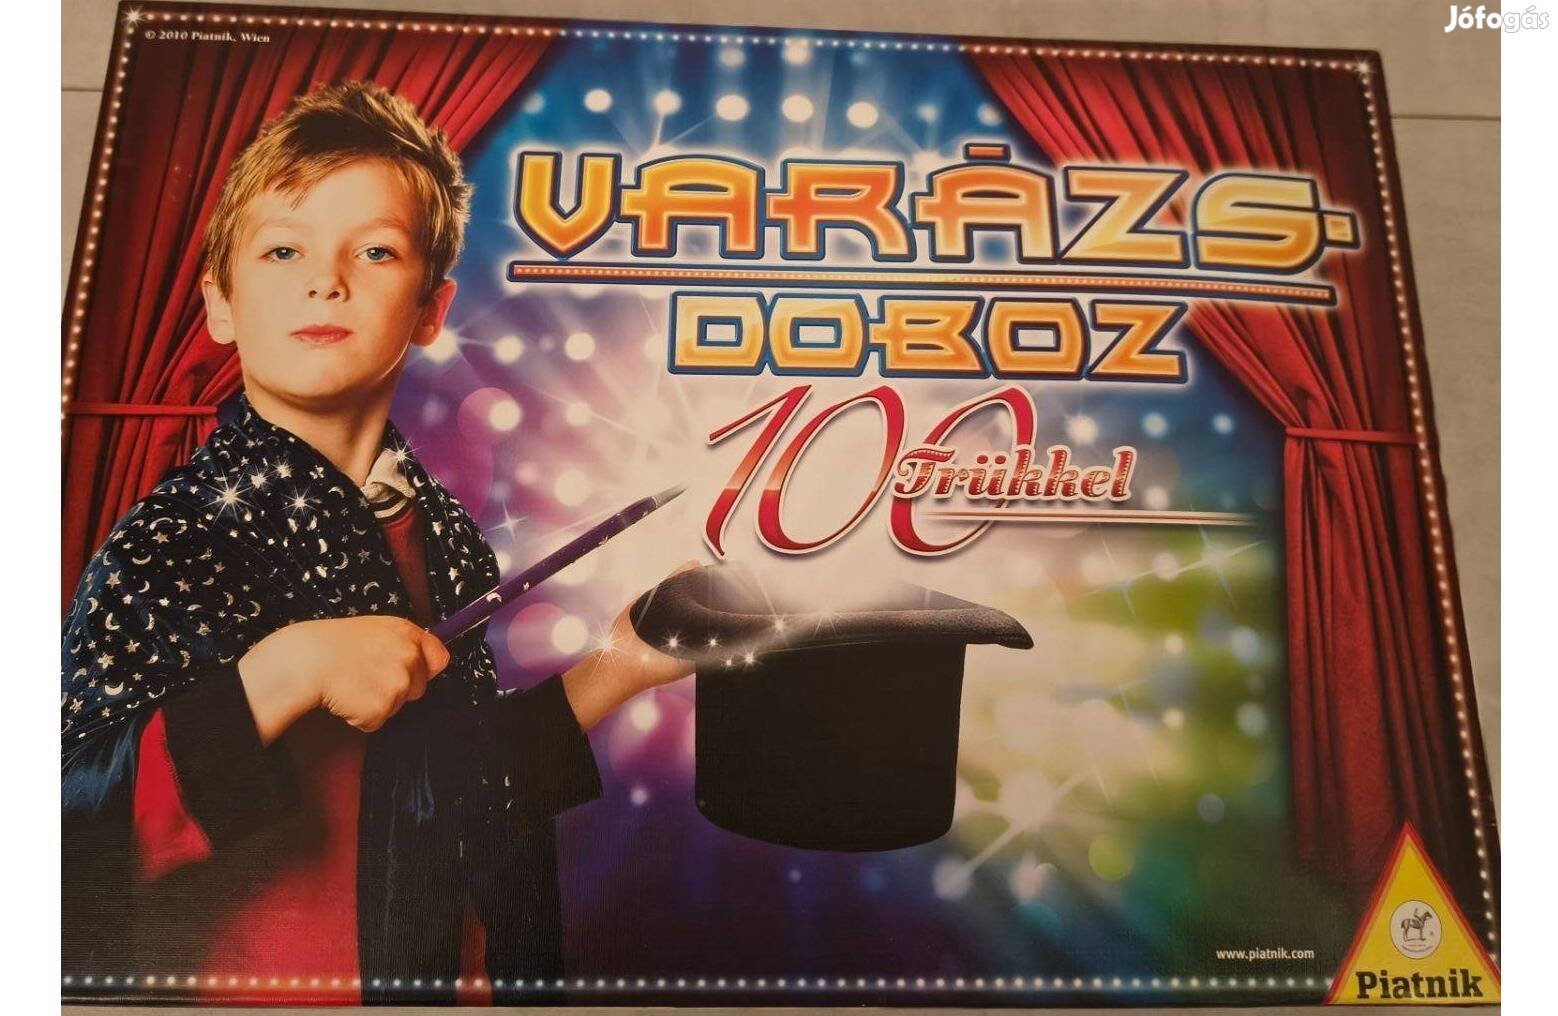 Jófogás
© 2010 Piatnik, Wien
VARÁZS-
DOBOZ
100 Trükkel
www.piatnik.com
Piatnik